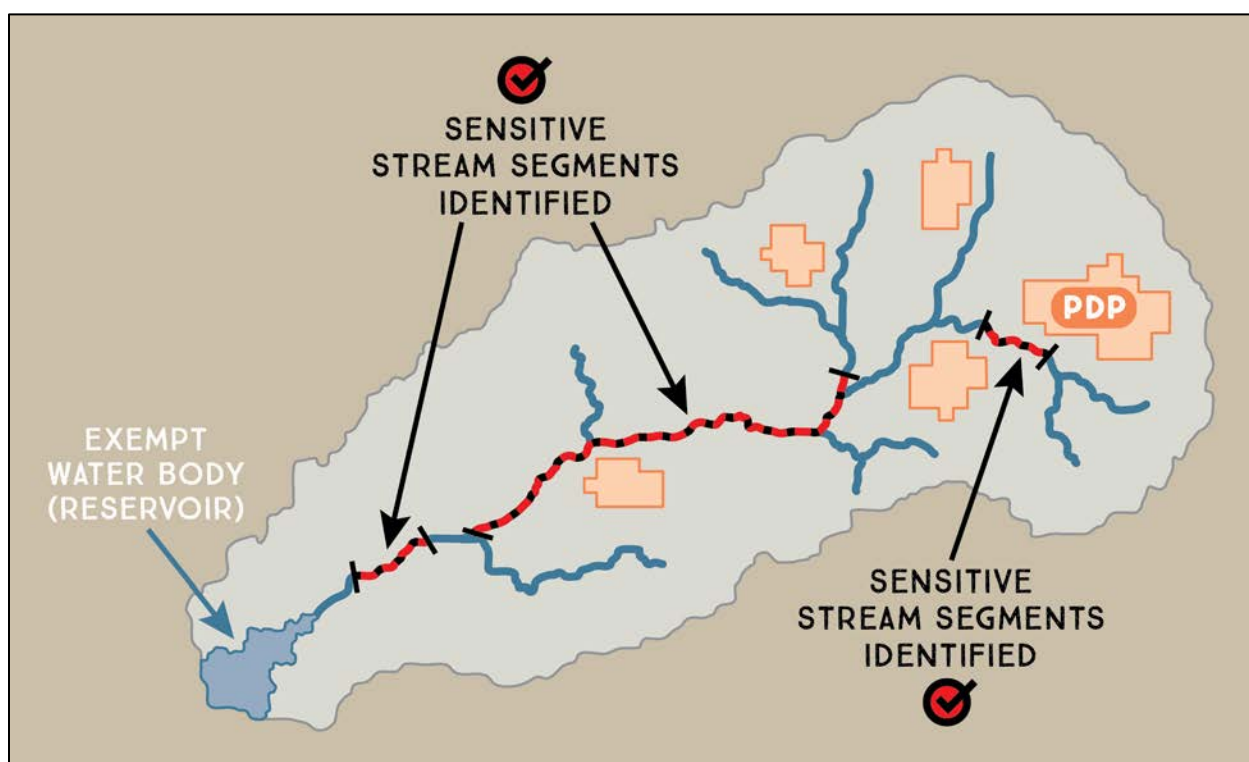 SENSITIVE
STREAM SEGMENTS
IDENTIFIED
PDP
EXEMPT
WATER BODY
(RESERVOIR)
SENSITIVE
STREAM SEGMENTS
IDENTIFIED